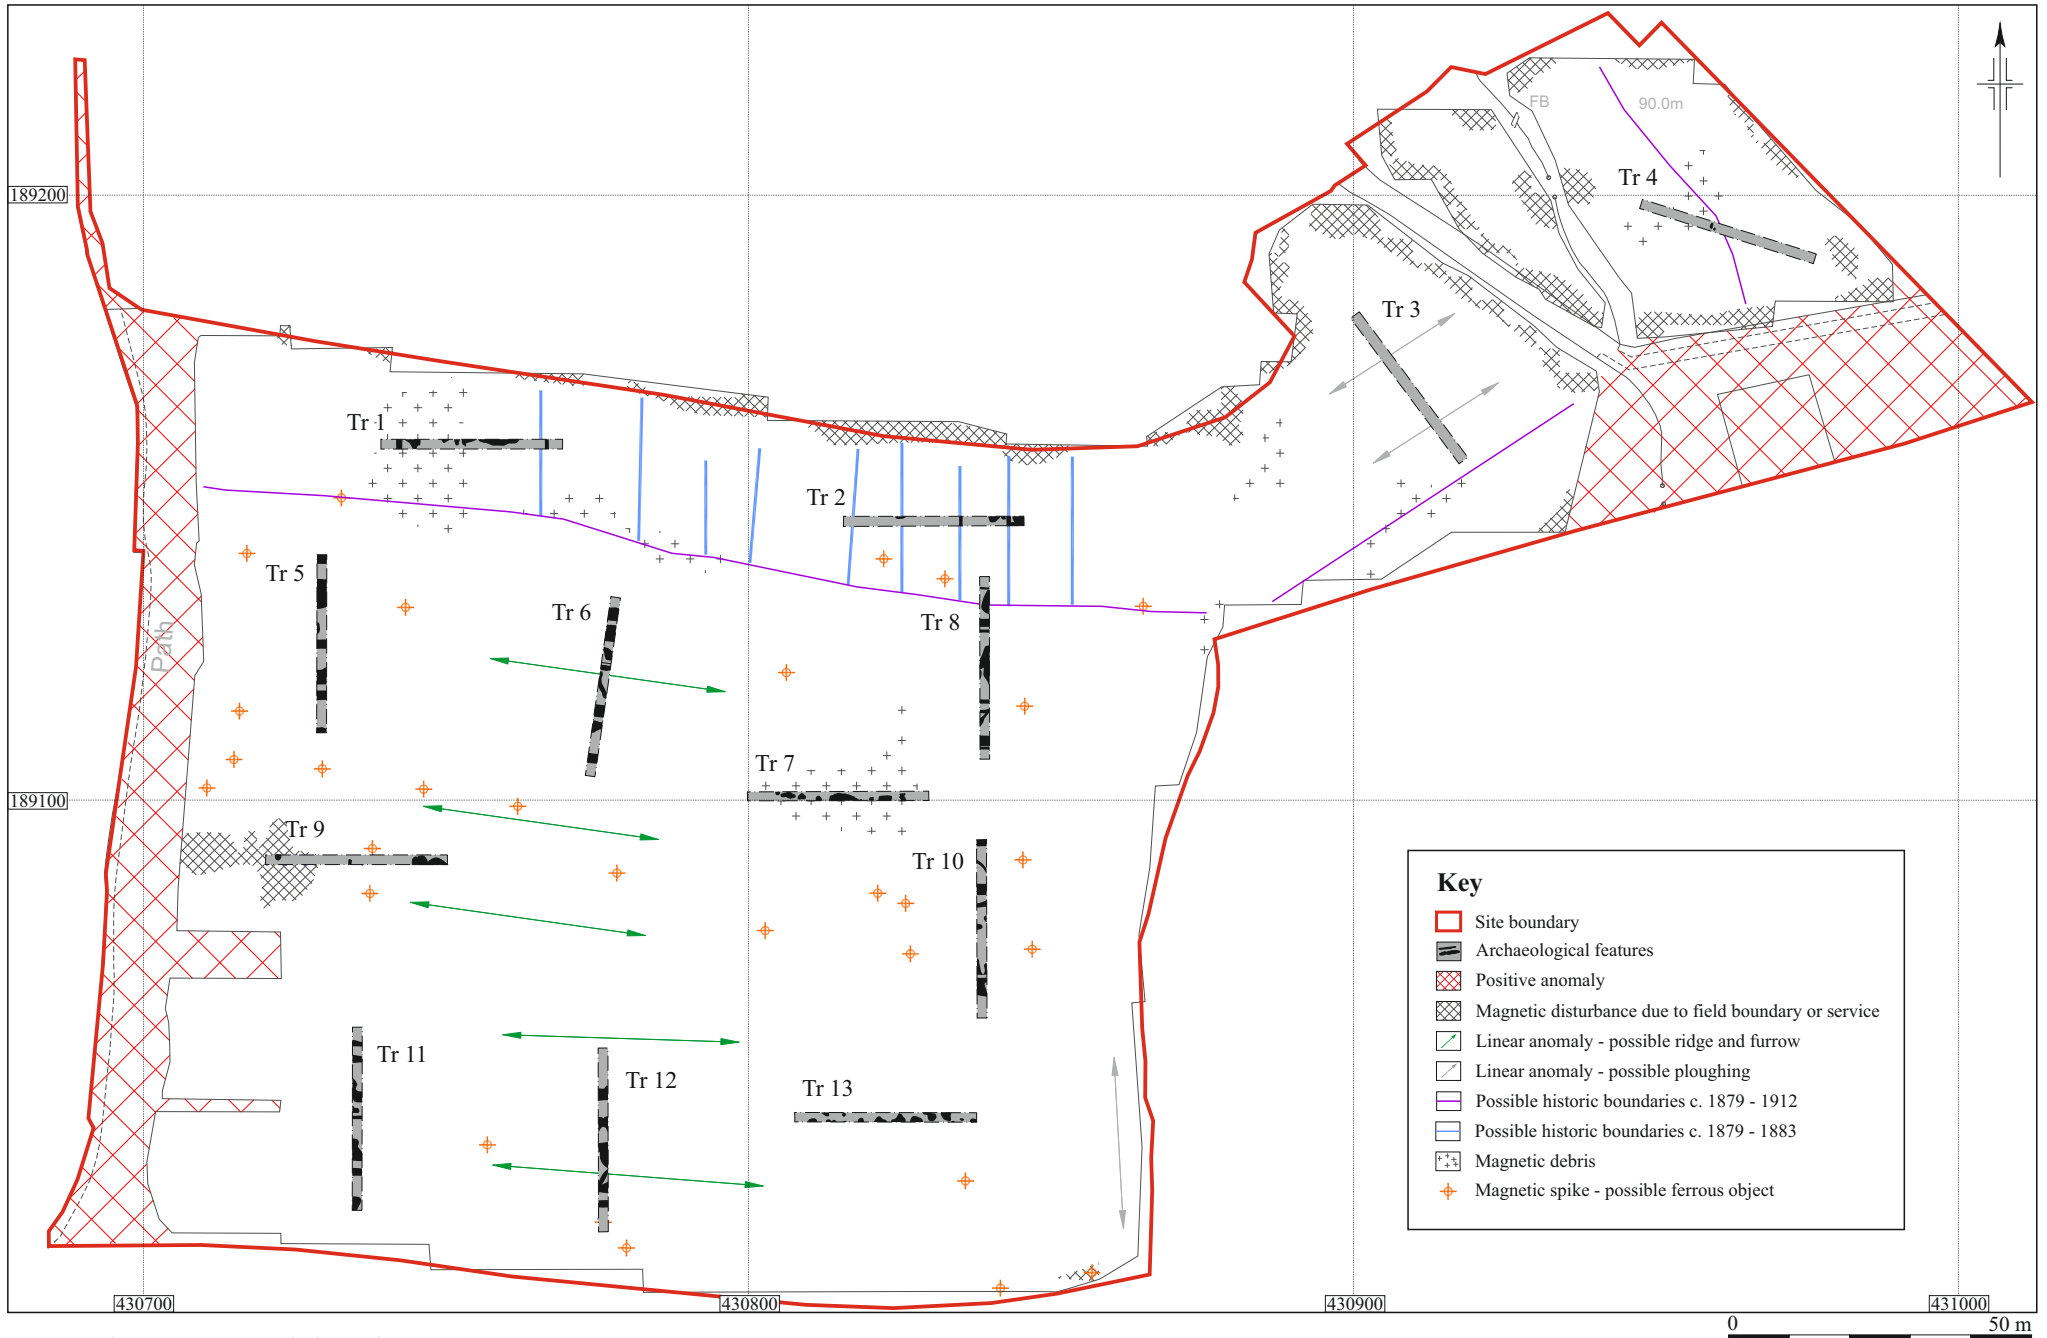 FB
90.0m
Tr 4
189200
Tr 3
Tr 1
Tr 2
Tr 5
Tr 6
Tr 8
Path
Tr 7
189100
Tr 9
Tr 10
Tr 11
Tr 12
Tr 13
Key
Site boundary
Archaeological features
Positive anomaly
Magnetic disturbance due to field boundary or service
Linear anomaly - possible ridge and furrow
Linear anomaly - possible ploughing
Possible historic boundaries c. 1879 - 1912
Possible historic boundaries c. 1879 - 1883
Magnetic debris
Magnetic spike - possible ferrous object
430700
430800
430900
431000
0
50 m